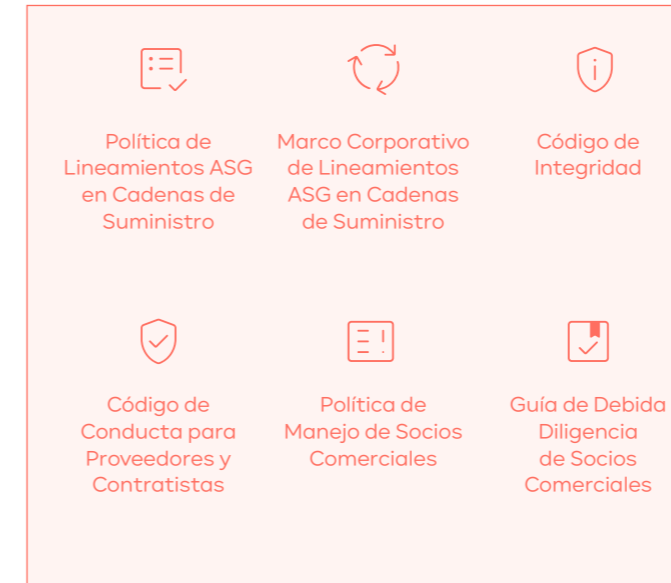 Política de
Lineamientos ASG
en Cadenas de
Suministro
Marco Corporativo
de Lineamientos
ASG en Cadenas
de Suministro
Código de
Integridad
Código de
Conducta para
Proveedores y
Contratistas
Política de
Manejo de Socios
Comerciales
Guía de Debida
Diligencia
de Socios
Comerciales